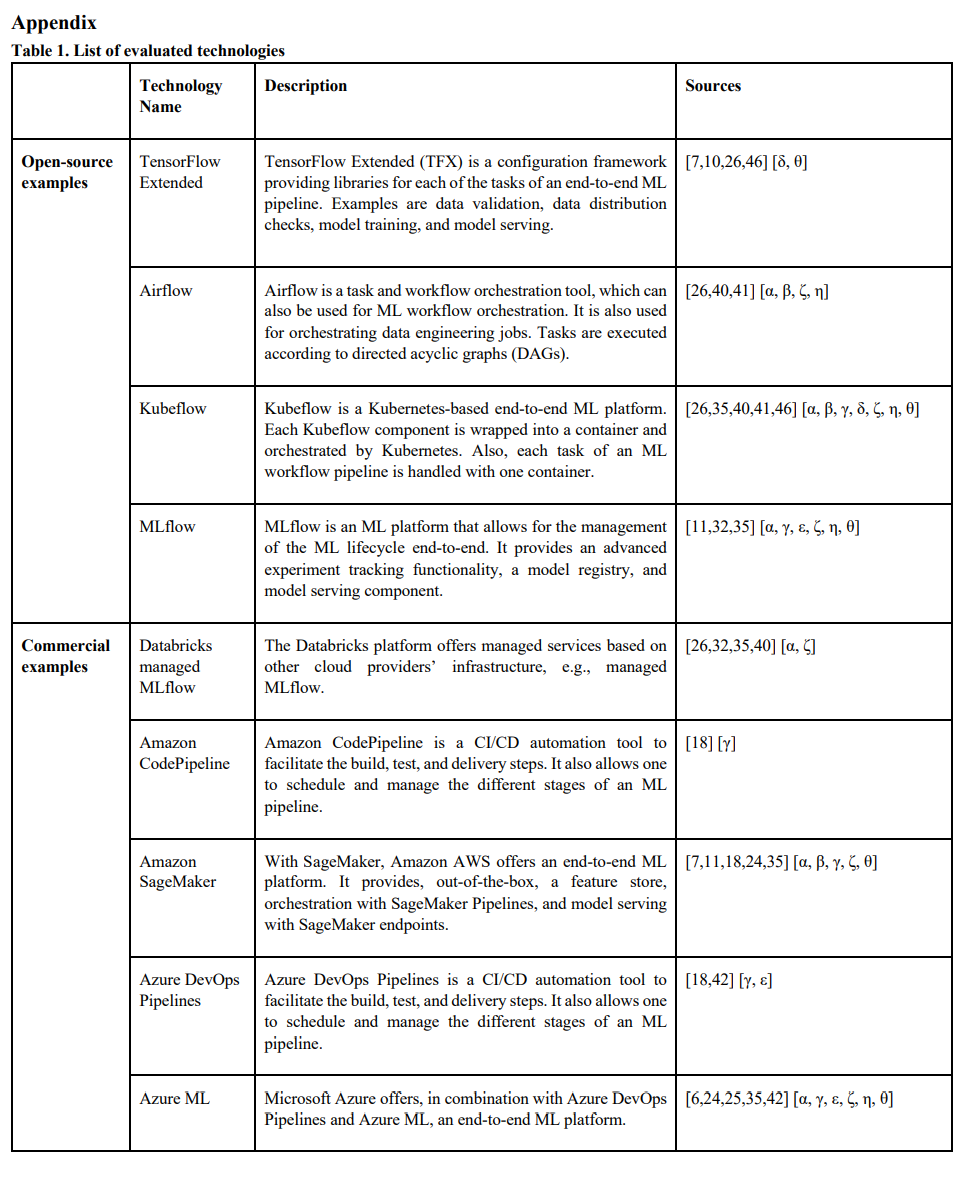 Appendix
Table 1. List of evaluated technologies
Technology
Name
Description
Sources
Open-source
examples
TensorFlow
Extended
TensorFlow Extended (TFX) is a configuration framework
providing libraries for each of the tasks of an end-to-end ML
pipeline. Examples are data validation, data distribution
checks, model training, and model serving.
[7,10,26,46] [δ, θ]
Airflow
Airflow is a task and workflow orchestration tool, which can
also be used for ML workflow orchestration. It is also used
for orchestrating data engineering jobs. Tasks are executed
according to directed acyclic graphs (DAGs).
[26,40,41] [α, β, ζ, η]
Kubeflow
Kubeflow is a Kubernetes-based end-to-end ML platform.
Each Kubeflow component is wrapped into a container and
orchestrated by Kubernetes. Also, each task of an ML
workflow pipeline is handled with one container.
[26,35,40,41,46] [α, β, γ, δ, ζ, η, θ]
MLflow
MLflow is an ML platform that allows for the management
of the ML lifecycle end-to-end. It provides an advanced
experiment tracking functionality, a model registry, and
model serving component.
[11,32,35] [α, γ, ε, ζ, η, θ]
Commercial
examples
Databricks
managed
MLflow
The Databricks platform offers managed services based on
other cloud providers’ infrastructure, e.g., managed
MLflow.
[26,32,35,40] [α, ζ]
Amazon
CodePipeline
Amazon CodePipeline is a CI/CD automation tool to
facilitate the build, test, and delivery steps. It also allows one
to schedule and manage the different stages of an ML
pipeline.
[18] [γ]
Amazon
SageMaker
With SageMaker, Amazon AWS offers an end-to-end ML
platform. It provides, out-of-the-box, a feature store,
orchestration with SageMaker Pipelines, and model serving
with SageMaker endpoints.
[7,11,18,24,35] [α, β, γ, ζ, θ]
Azure DevOps
Pipelines
Azure DevOps Pipelines is a CI/CD automation tool to
facilitate the build, test, and delivery steps. It also allows one
to schedule and manage the different stages of an ML
pipeline.
[18,42] [γ, ε]
Azure ML
Microsoft Azure offers, in combination with Azure DevOps
Pipelines and Azure ML, an end-to-end ML platform.
[6,24,25,35,42] [α, γ, ε, ζ, η, θ]